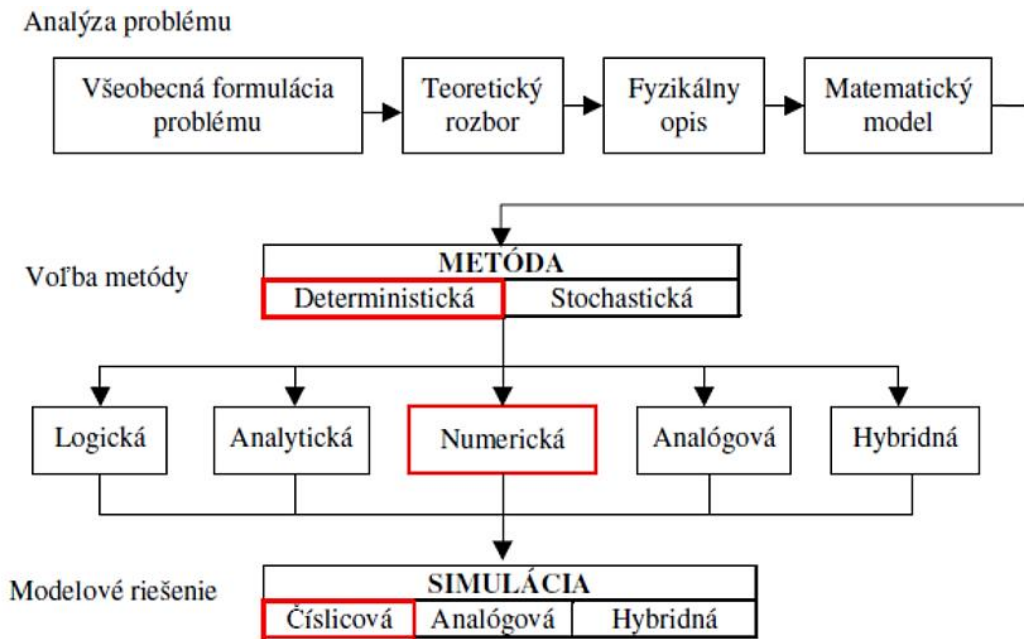 Analýza problému
Všeobecná formulácia
problému
Teoretický
rozbor
Fyzikálny
opis
Matematický
model
Voľba metódy
METÓDA
Deterministická
Stochastická
Logická
Analytická
Numerická
Analógová
Hybridná
Modelové riešenie
SIMULÁCIA
Číslicová
Analógová
Hybridná